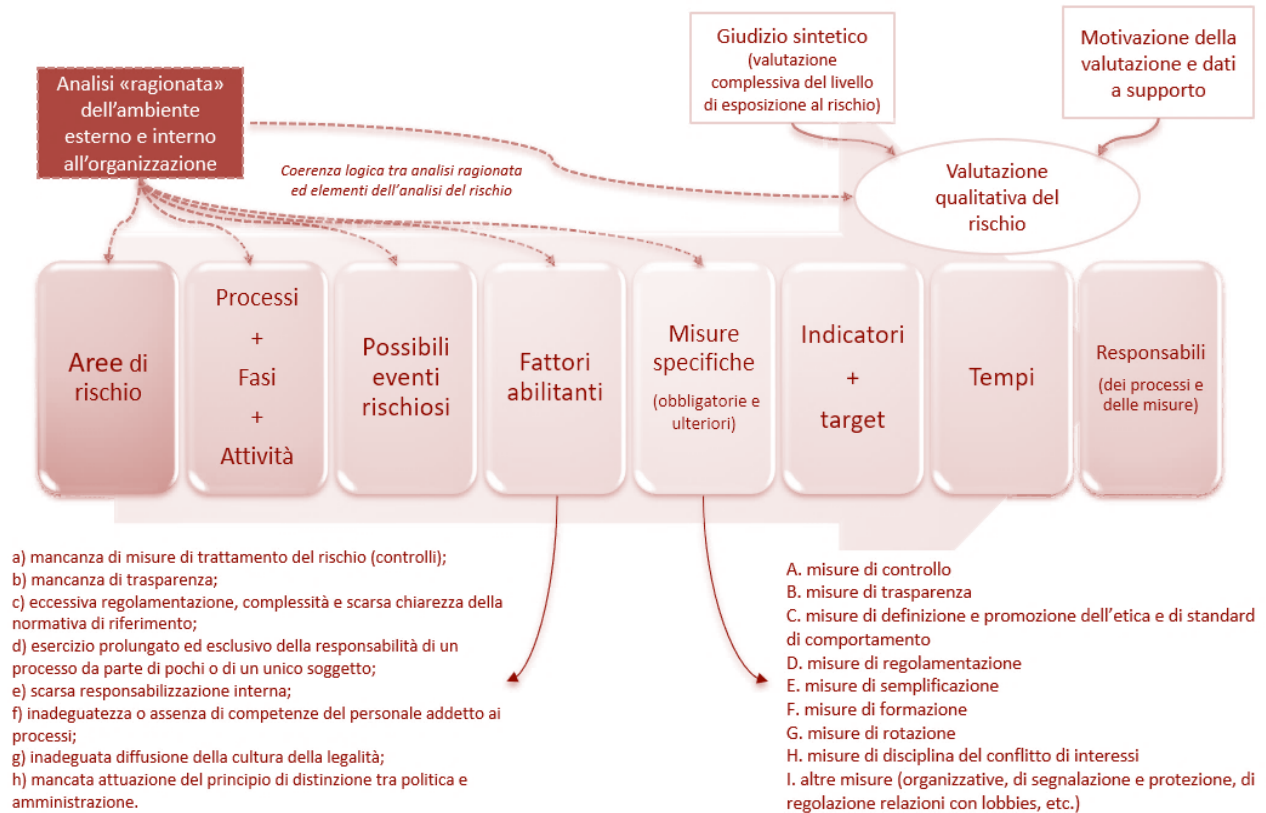 Analisi «ragionata»
dell'ambiente
esterno e interno
all'organizzazione
Giudizio sintetico
(valutazione
complessiva del livello
di esposizione al rischio)
Motivazione della
valutazione e dati
a supporto
Coerenza logica tra analisi ragionata
ed elementi dell'analisi del rischio
Valutazione
qualitativa del
rischio
Aree di
rischio
Processi
+
Fasi
+
Attività
Possibili
eventi
rischiosi
Fattori
abilitanti
Misure
specifiche
(obbligatorie e
ulteriori)
Indicatori
+
target
Tempi
Responsabili
(dei processi e
delle misure)
a) mancanza di misure di trattamento del rischio (controlli);
b) mancanza di trasparenza;
c) eccessiva regolamentazione, complessità e scarsa chiarezza della
normativa di riferimento;
d) esercizio prolungato ed esclusivo della responsabilità di un
processo da parte di pochi o di un unico soggetto;
e) scarsa responsabilizzazione interna;
f) inadeguatezza o assenza di competenze del personale addetto ai
processi;
g) inadeguata diffusione della cultura della legalità;
h) mancata attuazione del principio di distinzione tra politica e
amministrazione.
A. misure di controllo
B. misure di trasparenza
C. misure di definizione e promozione dell'etica e di standard
di comportamento
D. misure di regolamentazione
E. misure di semplificazione
F. misure di formazione
G. misure di rotazione
H. misure di disciplina del conflitto di interessi
I. altre misure (organizzative, di segnalazione e protezione, di
regolazione relazioni con lobbies, etc.)